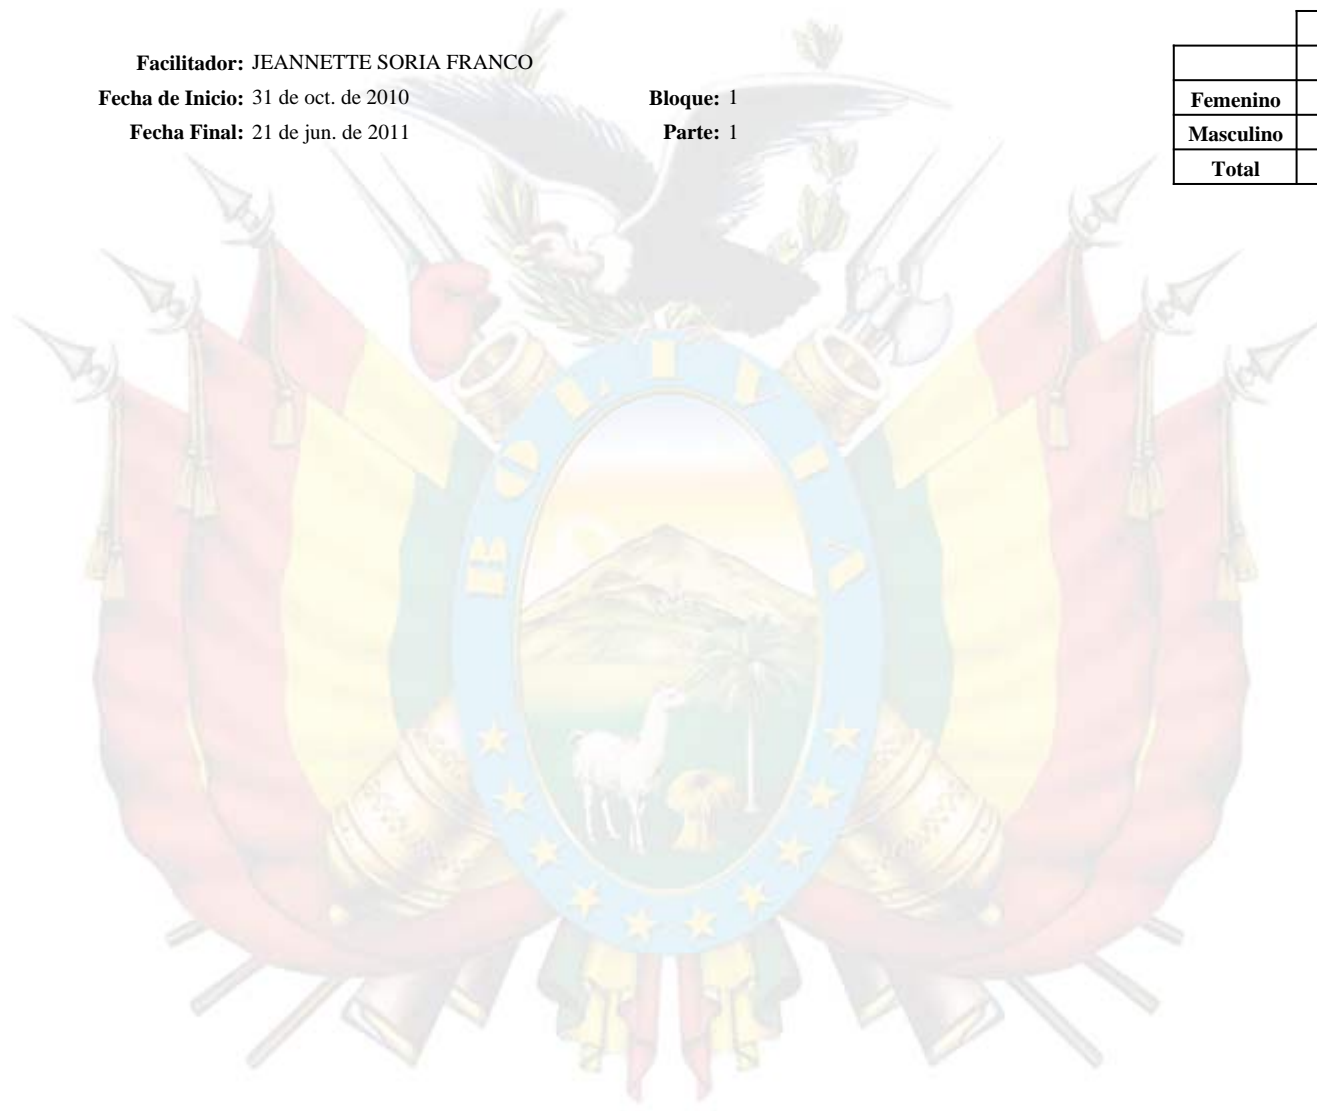 Facilitador: JEANNETTE SORIA FRANCO
Fecha de Inicio: 31 de oct. de 2010
Bloque: 1
Fecha Final: 21 de jun. de 2011
Parte: 1
Femenino
Masculino
Total
BOLIVIA